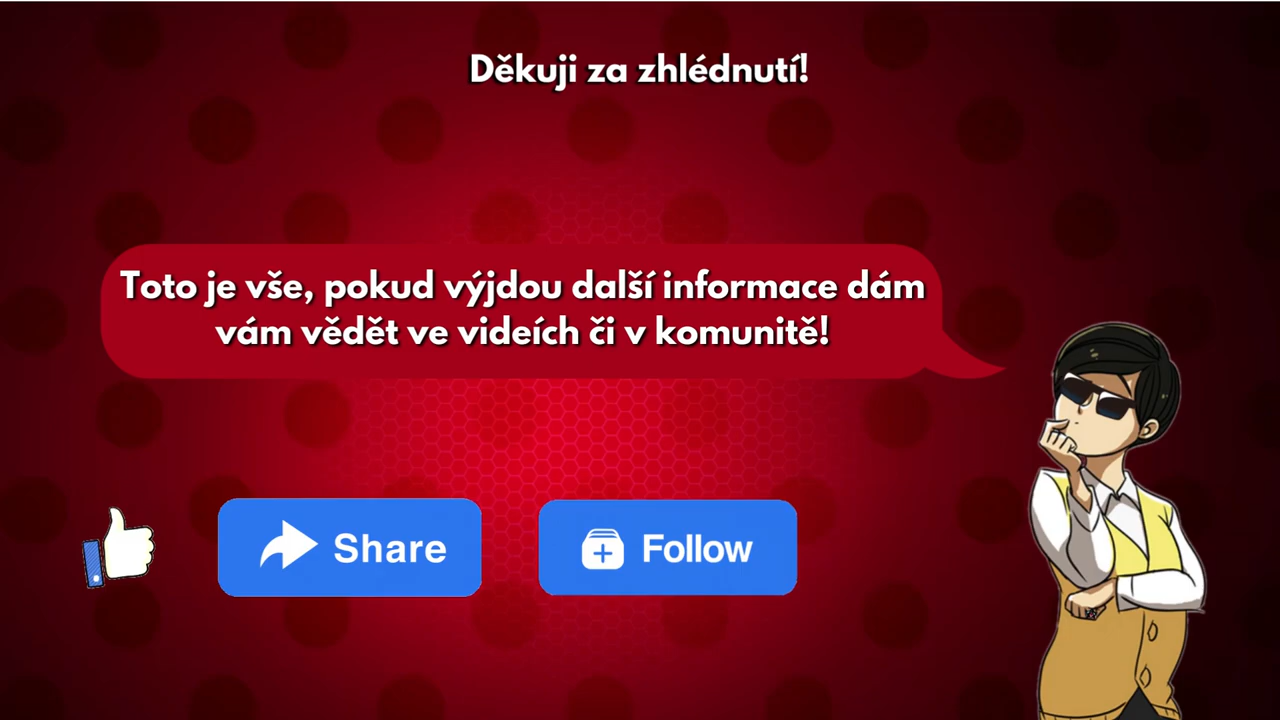 Děkuji za zhlédnutí!
Toto je vše, pokud výjdou další informace dám
vám vědět ve videích či v komunitě!
Share
Follow